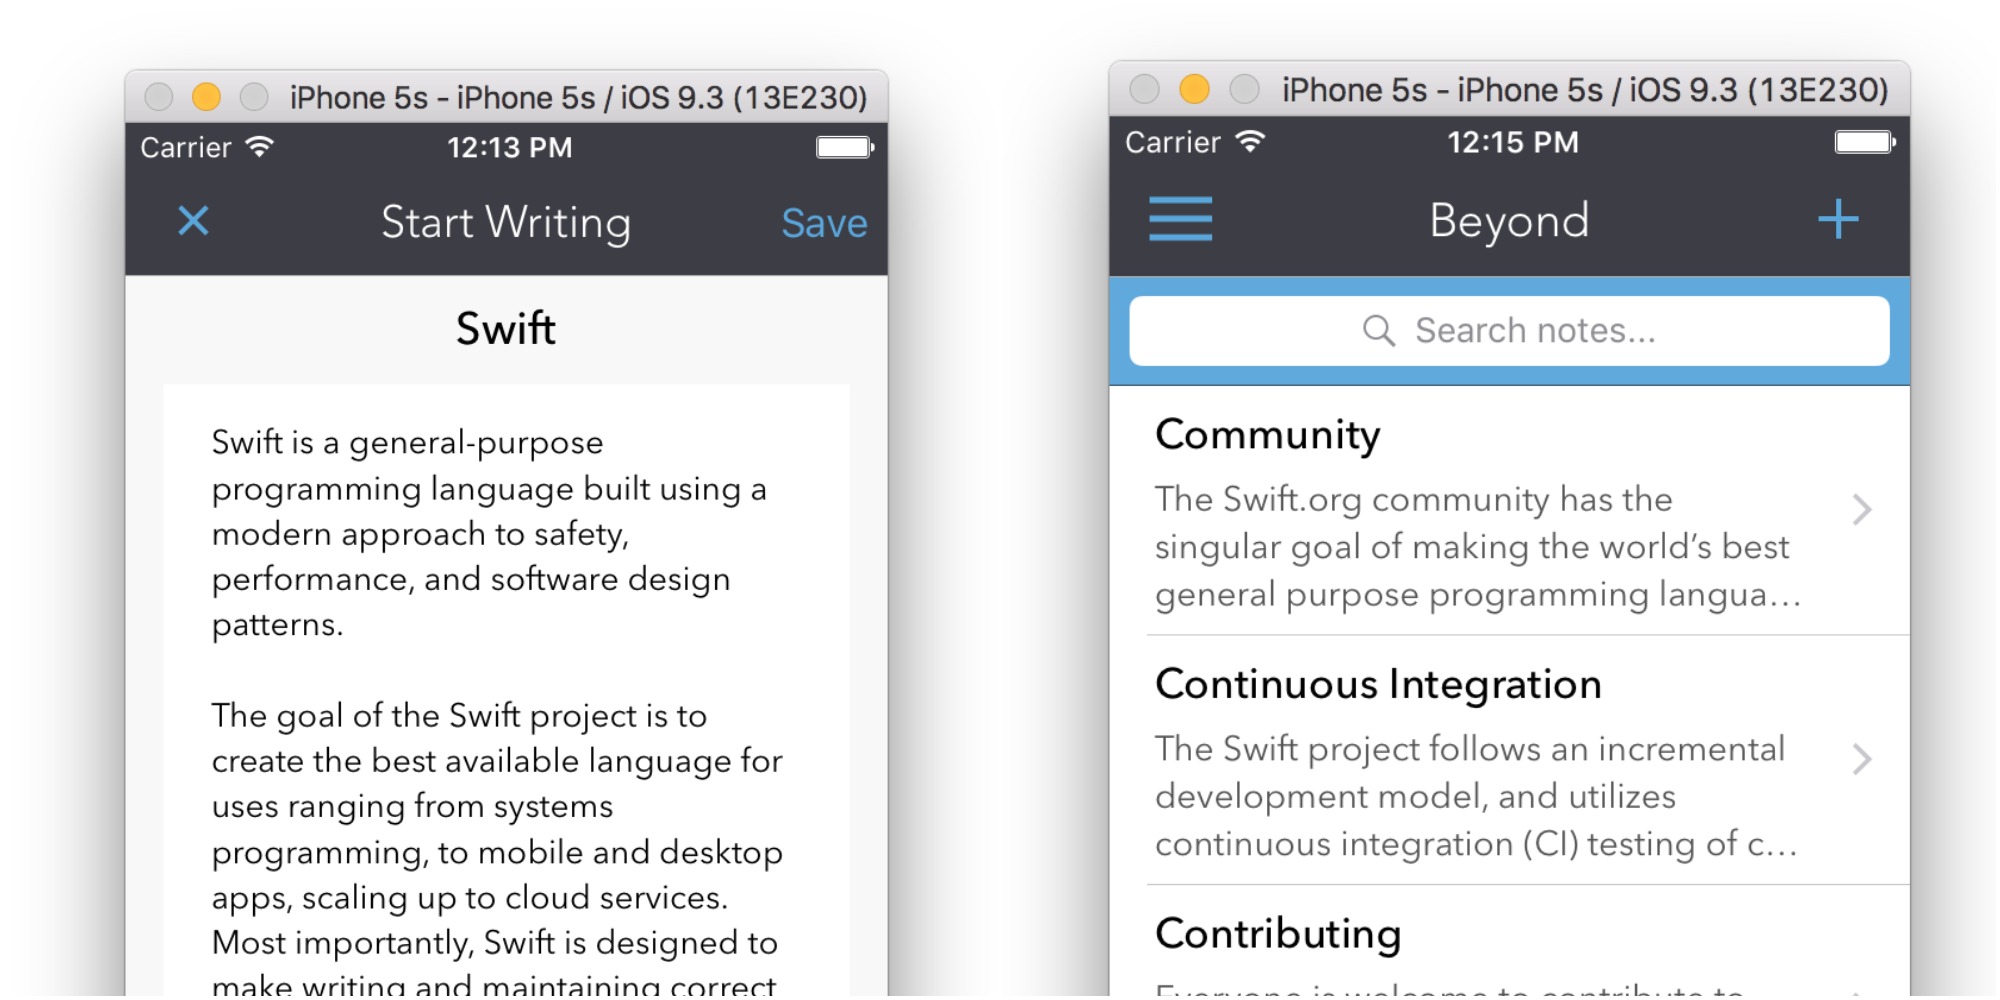 iPhone 5s - iPhone 5s / iOS 9.3 (13E230)
Carrier 12:13 PM
Start Writing Save
Swift
Swift is a general-purpose
programming language built using a
modern approach to safety,
performance, and software design
patterns.
The goal of the Swift project is to
create the best available language for
uses ranging from systems
programming, to mobile and desktop
apps, scaling up to cloud services.
Most importantly, Swift is designed to
make writing and maintaining correct
iPhone 5s - iPhone 5s / iOS 9.3 (13E230)
Carrier 12:15 PM
Beyond
Search notes...
Community
The Swift.org community has the
singular goal of making the world’s best
general purpose programming langua…
Continuous Integration
The Swift project follows an incremental
development model, and utilizes
continuous integration (CI) testing of c…
Contributing
Everyone is welcome to contribute to